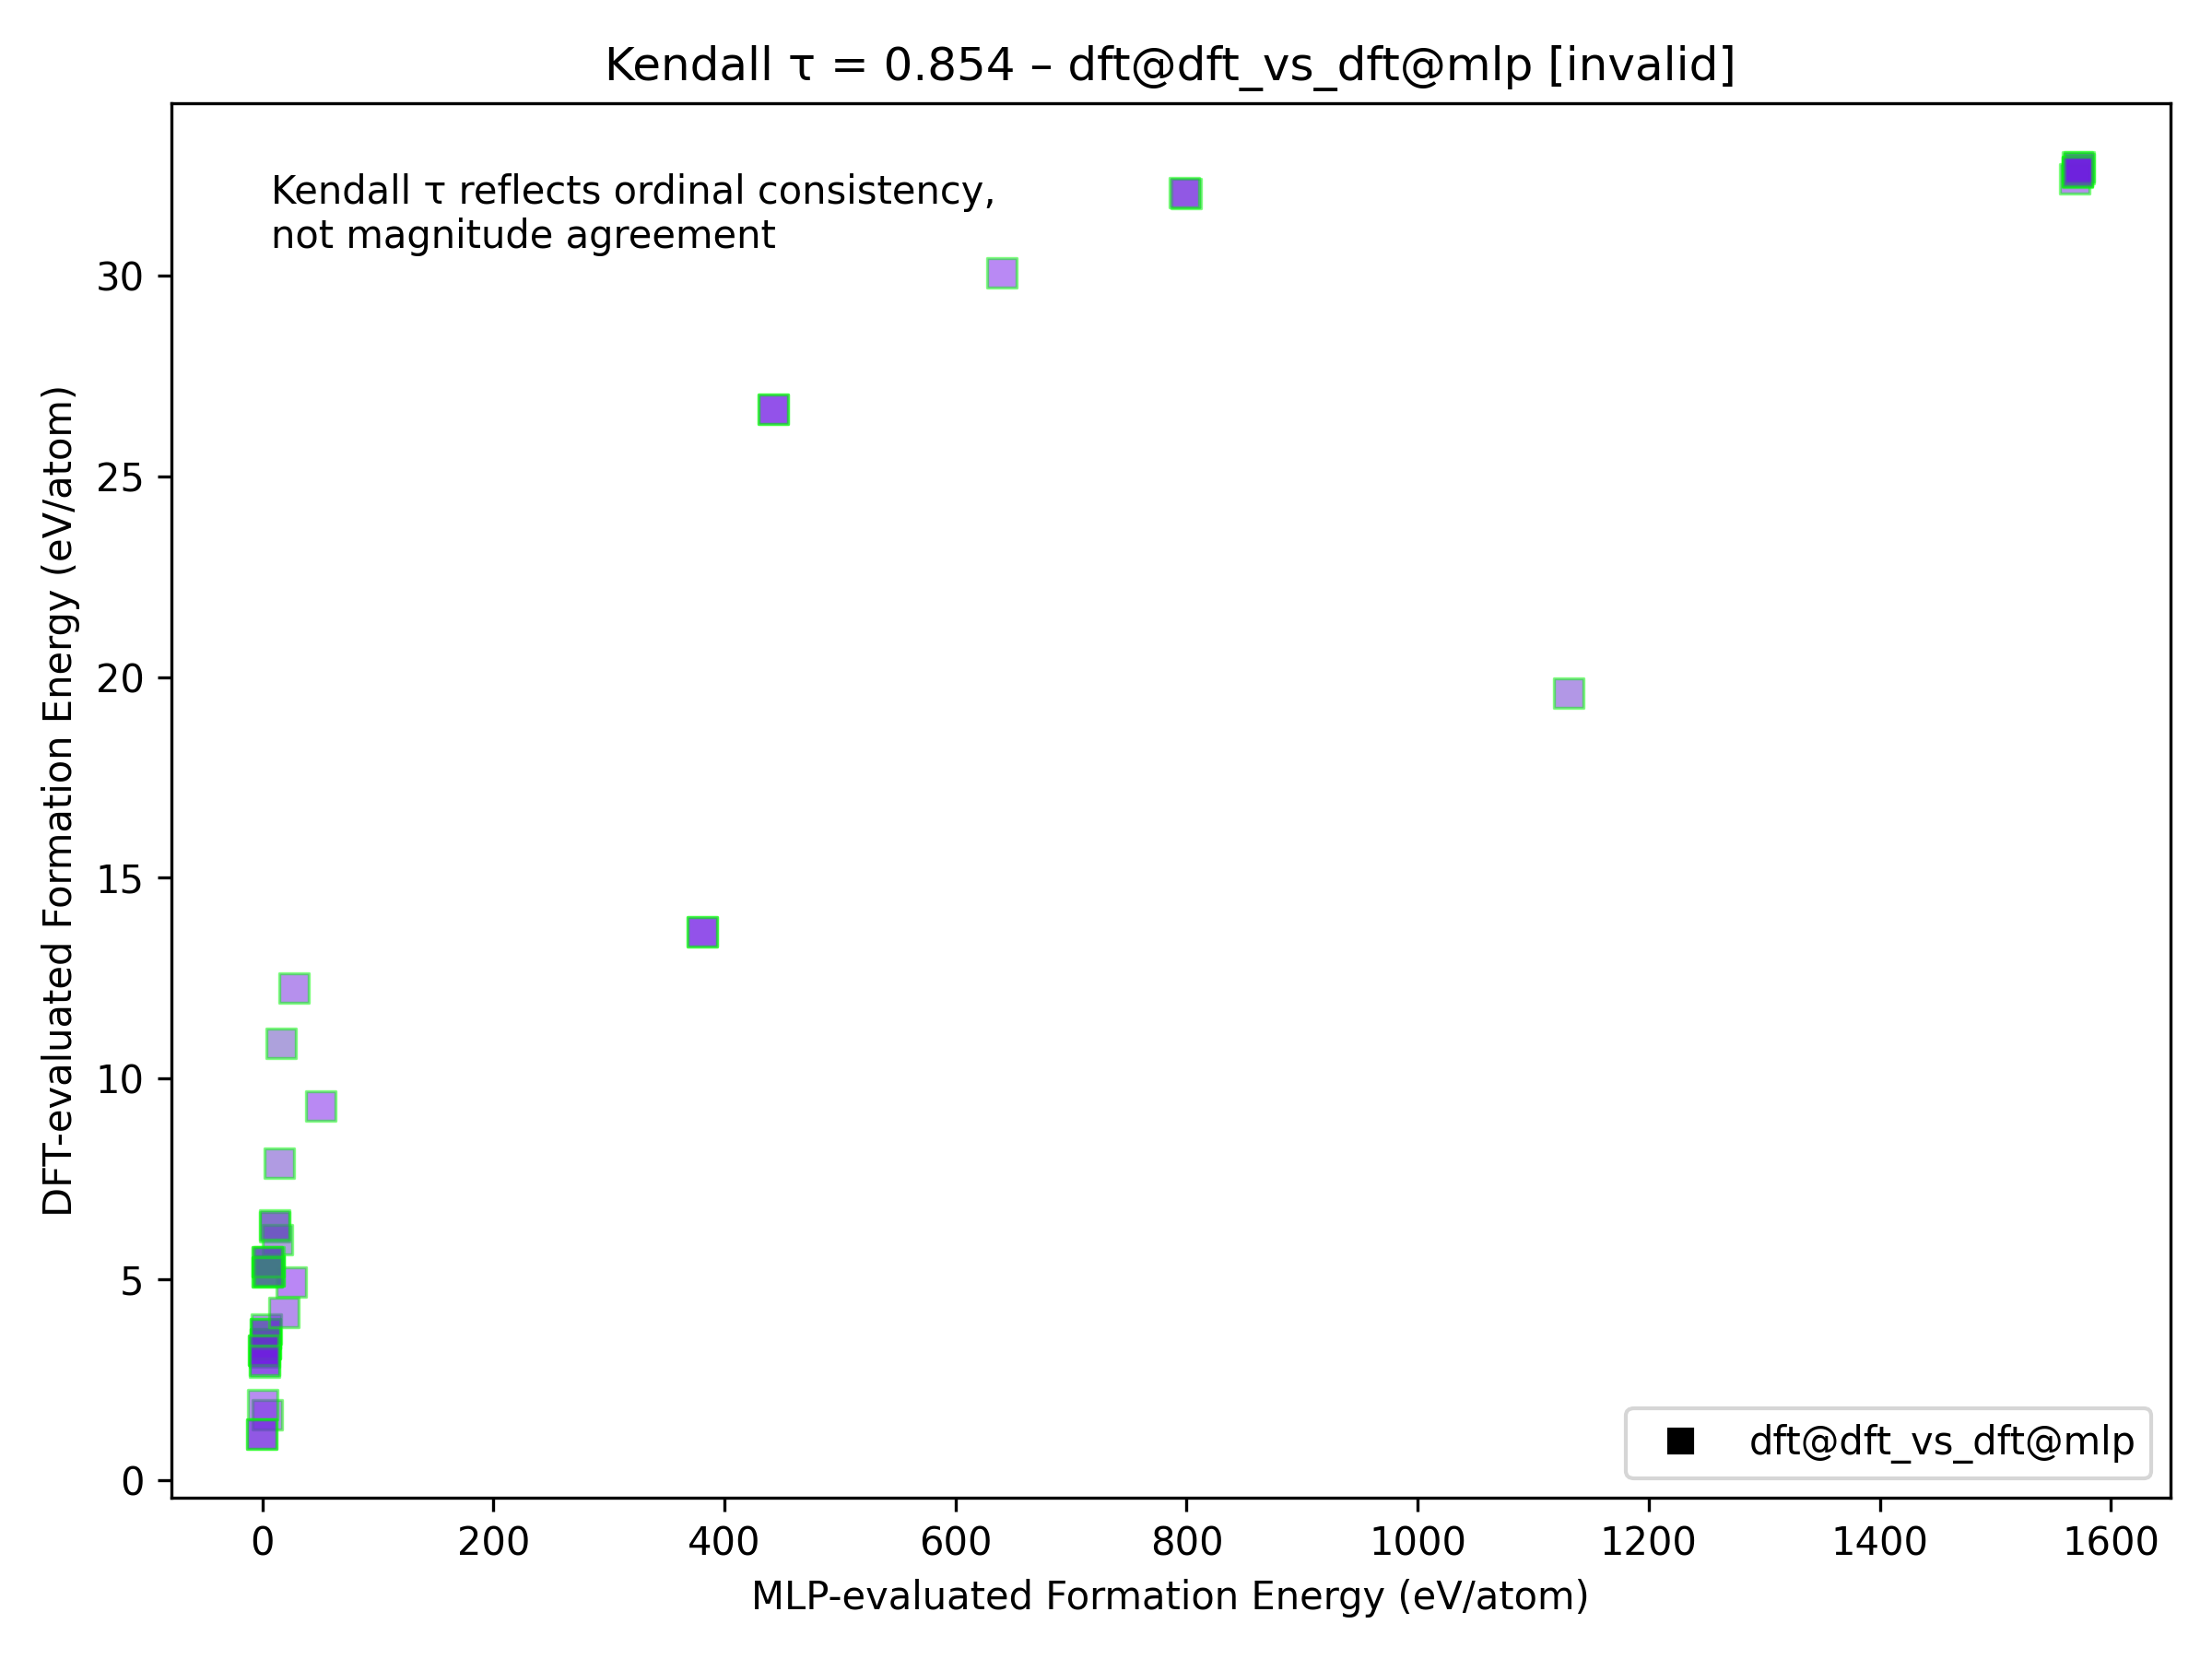 Kendall τ = 0.854 – dft@dft_vs_dft@mlp [invalid]
Kendall τ reflects ordinal consistency,
not magnitude agreement
DFT-evaluated Formation Energy (eV/atom)
30
25
20
15
10
5
0
dft@dft_vs_dft@mlp
0 200 400 600 800 1000 1200 1400 1600
MLP-evaluated Formation Energy (eV/atom)